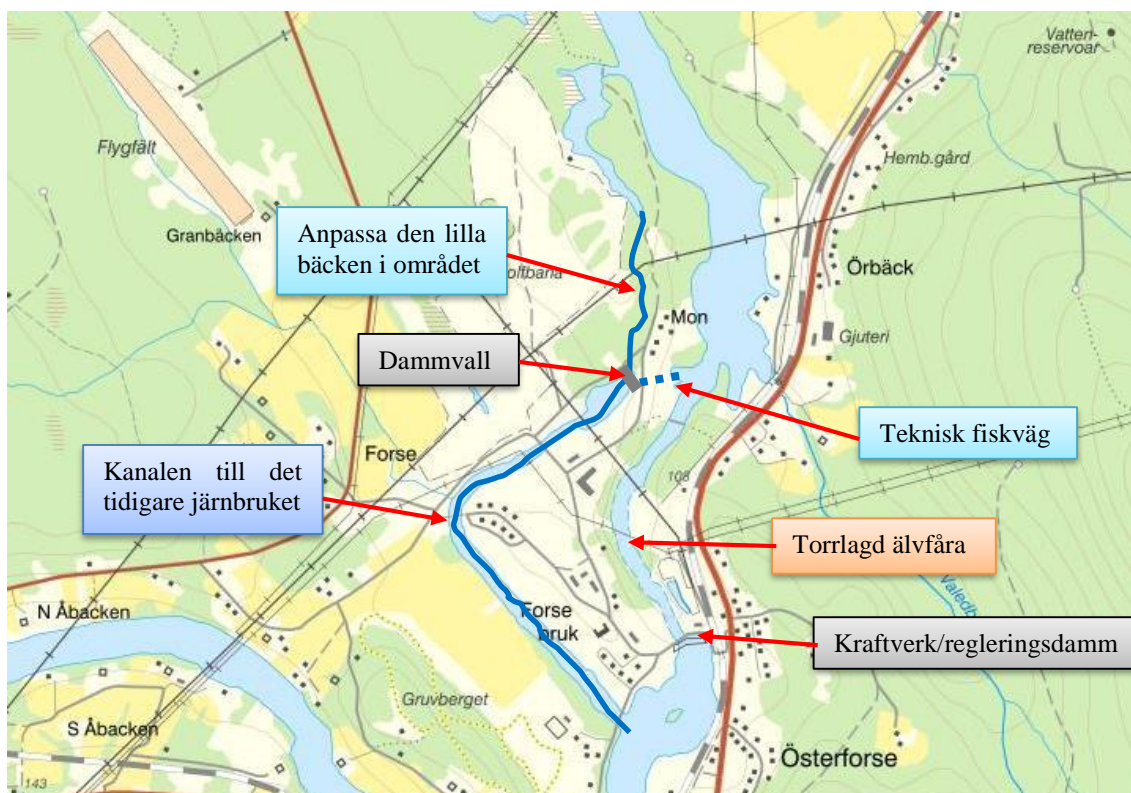 Vatten-
reservoar
Flygfält
Hemb.gård
Granbäcken
Anpassa den lilla
bäcken i området
Örbäck
Mon
Gjuteri
Dammvall
Teknisk fiskväg
Kanalen till det
tidigare järnbruket
Forse
108
Torrlagd älvfåra
N Åbacken
Forse
bruk
Kraftverk/regleringsdamm
Gruvberget
S Åbacken
Österforse
143